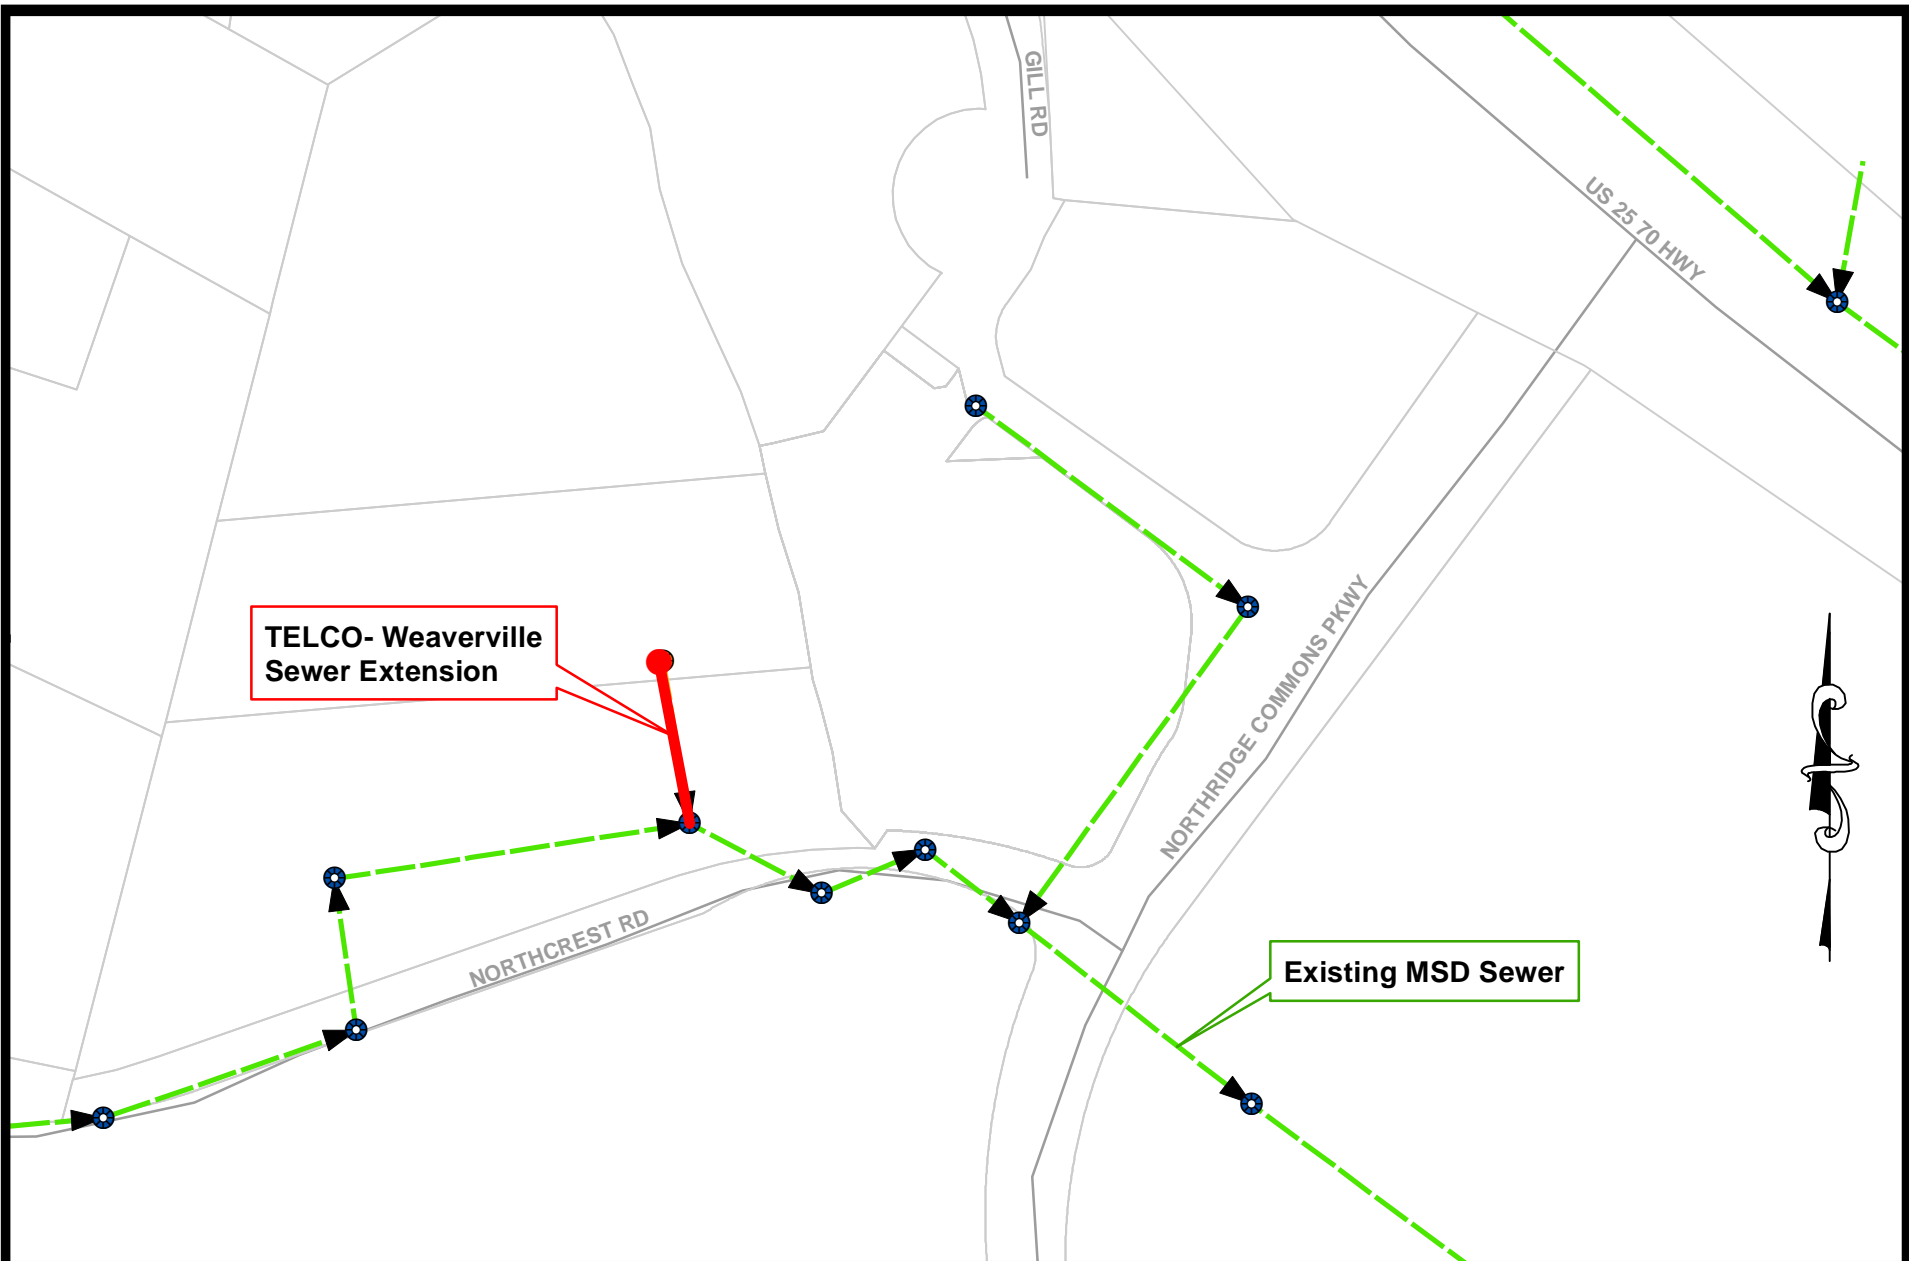 GILL RD
US 25 70 HWY
TELCO- Weaverville
Sewer Extension
NORTHRIDGE COMMONS PKWY
NORTHCREST RD
Existing MSD Sewer